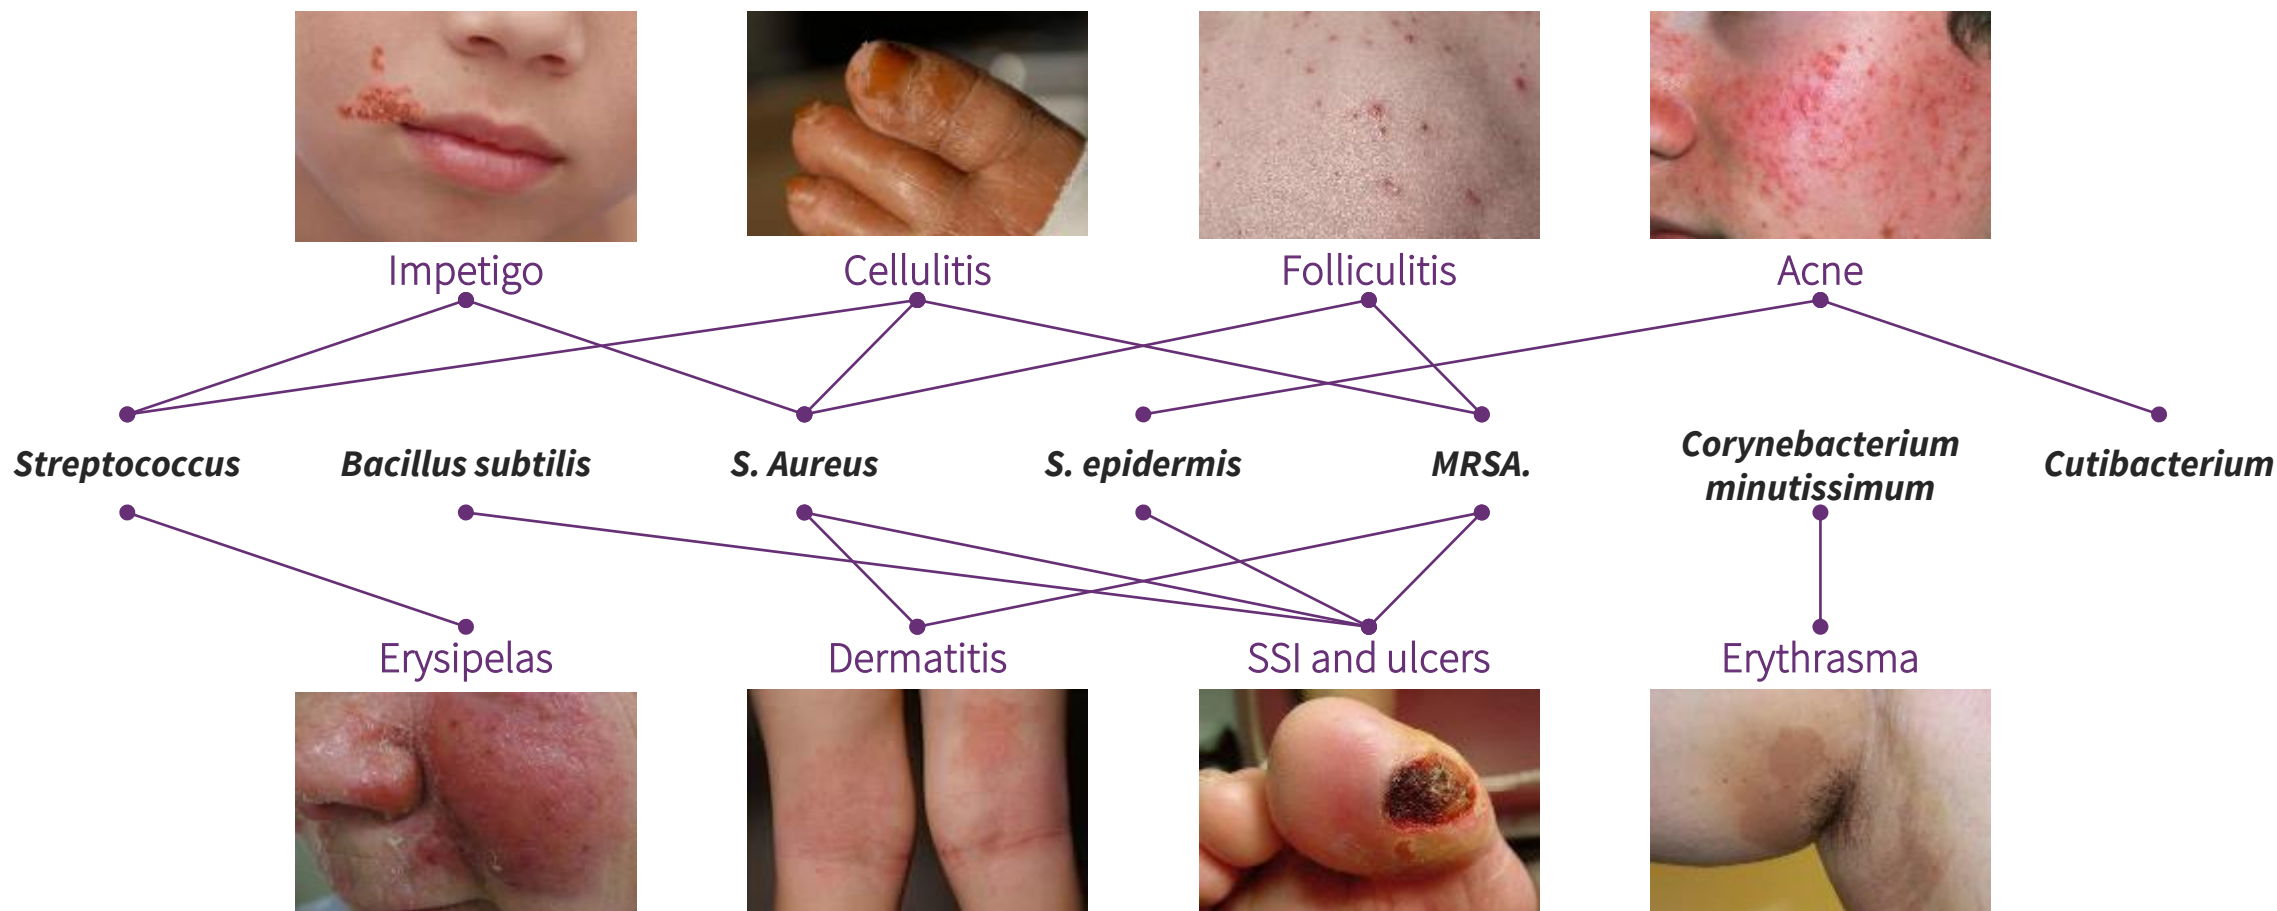 Impetigo
Cellulitis
Folliculitis
Acne
Streptococcus
Bacillus subtilis
S. Aureus
S. epidermis
MRSA.
Corynebacterium
minutissimum
Cutibacterium
Erysipelas
Dermatitis
SSI and ulcers
Erythrasma